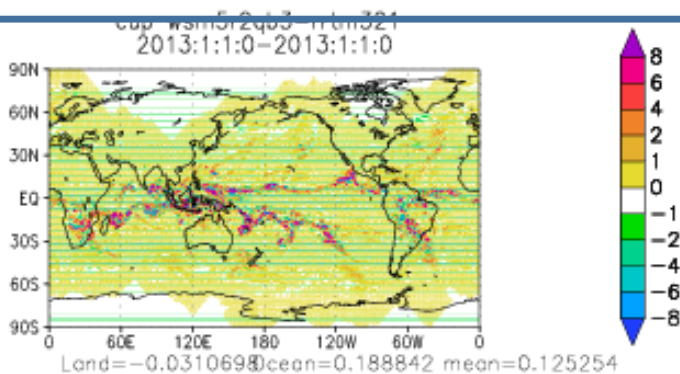 2013:1:1:0-2013:1:1:0
90N
60N
30N
EQ
30S
60S
90S
0 60E 120E 180 120W 60W 0
8
6
4
2
1
0
-1
-2
-4
-6
-8
Land=-0.0310698 Ocean=0.188842 mean=0.125254